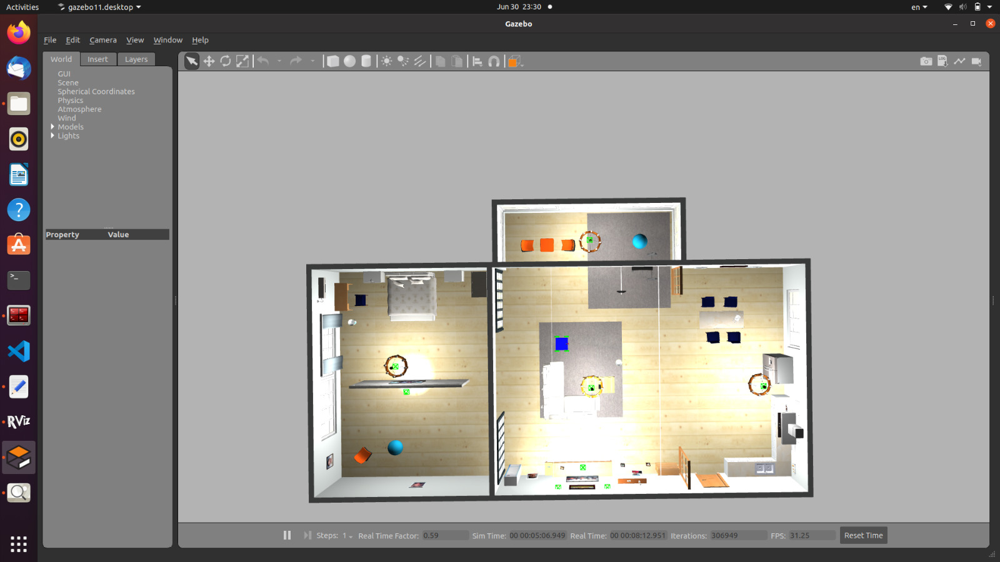 Activities
gazebo11.desktop
Jun 30 23:30
en
Gazebo
File Edit Camera View Window Help
World Insert Layers
GUI
Scene
Spherical Coordinates
Physics
Atmosphere
Wind
Models
Lights
Property Value
LOG
>_
RViz
Steps: 1 Real Time Factor: 0.59 Sim Time: 00 00:05:06.949 Real Time: 00 00:08:12.951 Iterations: 306949 FPS: 31.25 Reset Time